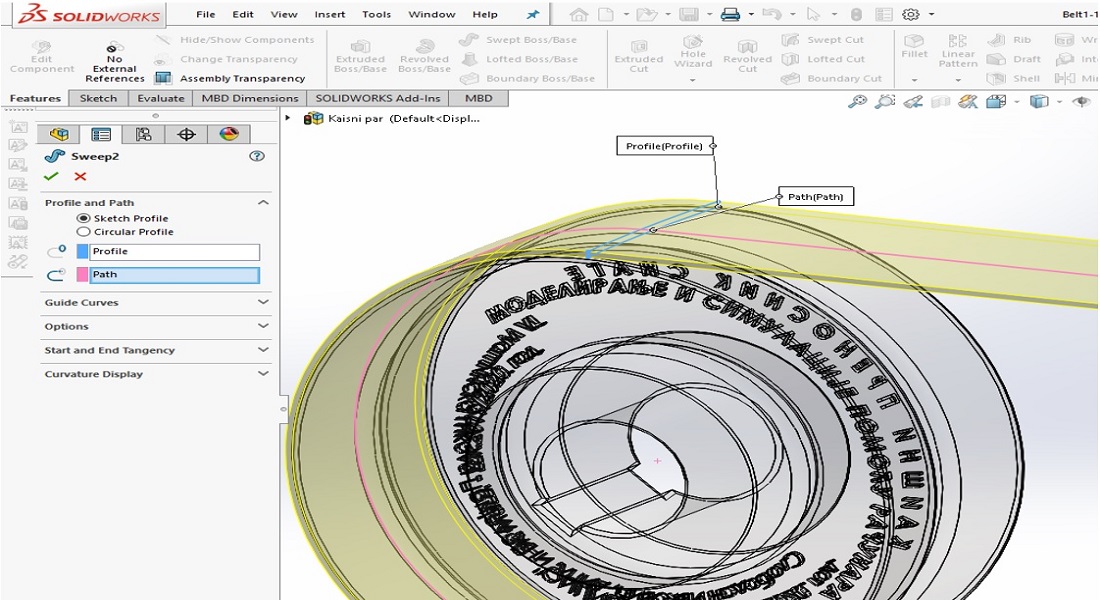 SOLIDWORKS File Edit View Insert Tools Window Help Belt1-1
Edit Component
No External References
Hide/Show Components
Change Transparency
Assembly Transparency
Extruded Boss/Base
Revolved Boss/Base
Swept Boss/Base
Lofted Boss/Base
Boundary Boss/Base
Extruded Cut
Hole Wizard
Revolved Cut
Swept Cut
Lofted Cut
Boundary Cut
Fillet
Linear Pattern
Rib
Draft
Shell
Wr
Int
Mir
Features Sketch Evaluate MBD Dimensions SOLIDWORKS Add-Ins MBD
Kaisni par (Default<Displ...
Sweep2
Profile and Path
Sketch Profile
Circular Profile
Profile
Path
Guide Curves
Options
Start and End Tangency
Curvature Display
Profile(Profile)
Path(Path)
МОДЕЛИРАЊЕ И СИМУЛАЦИЈЕ ПОМОЋУ РАЧУНАРА